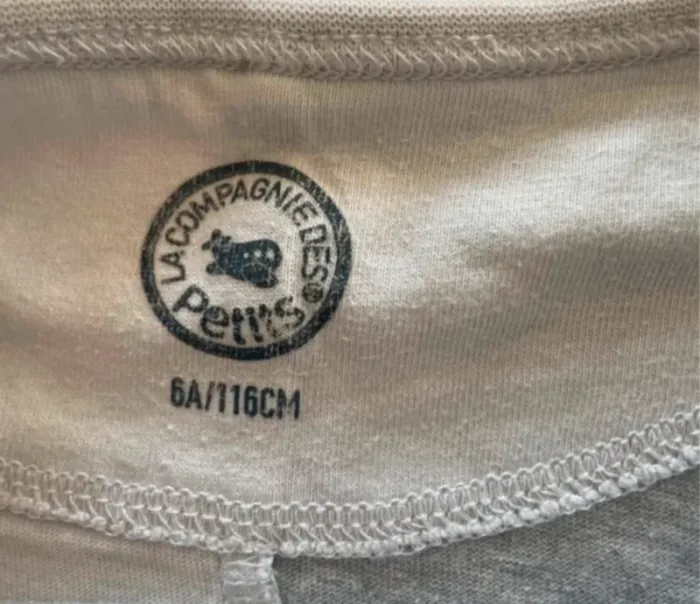 LA COMPAGNIE DES
Petits®
6A/116CM